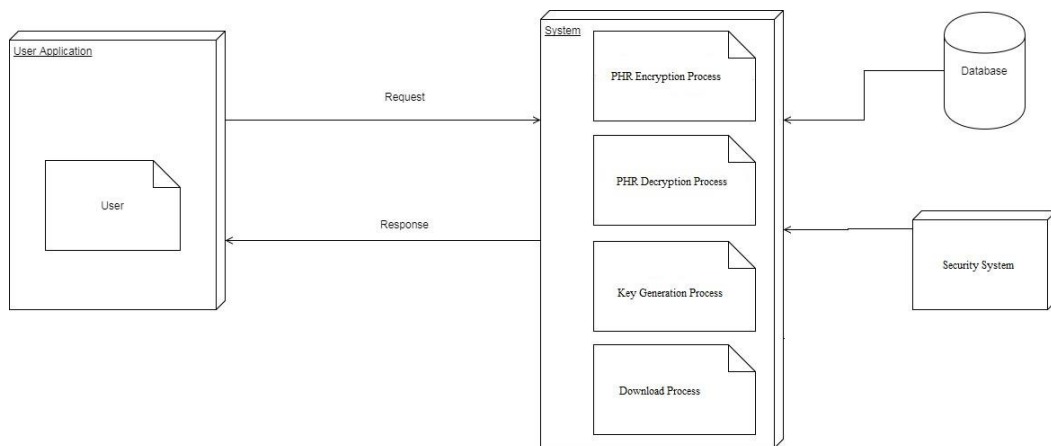 User Application
User
Request
Response
System
PHR Encryption Process
PHR Decryption Process
Key Generation Process
Download Process
Database
Security System